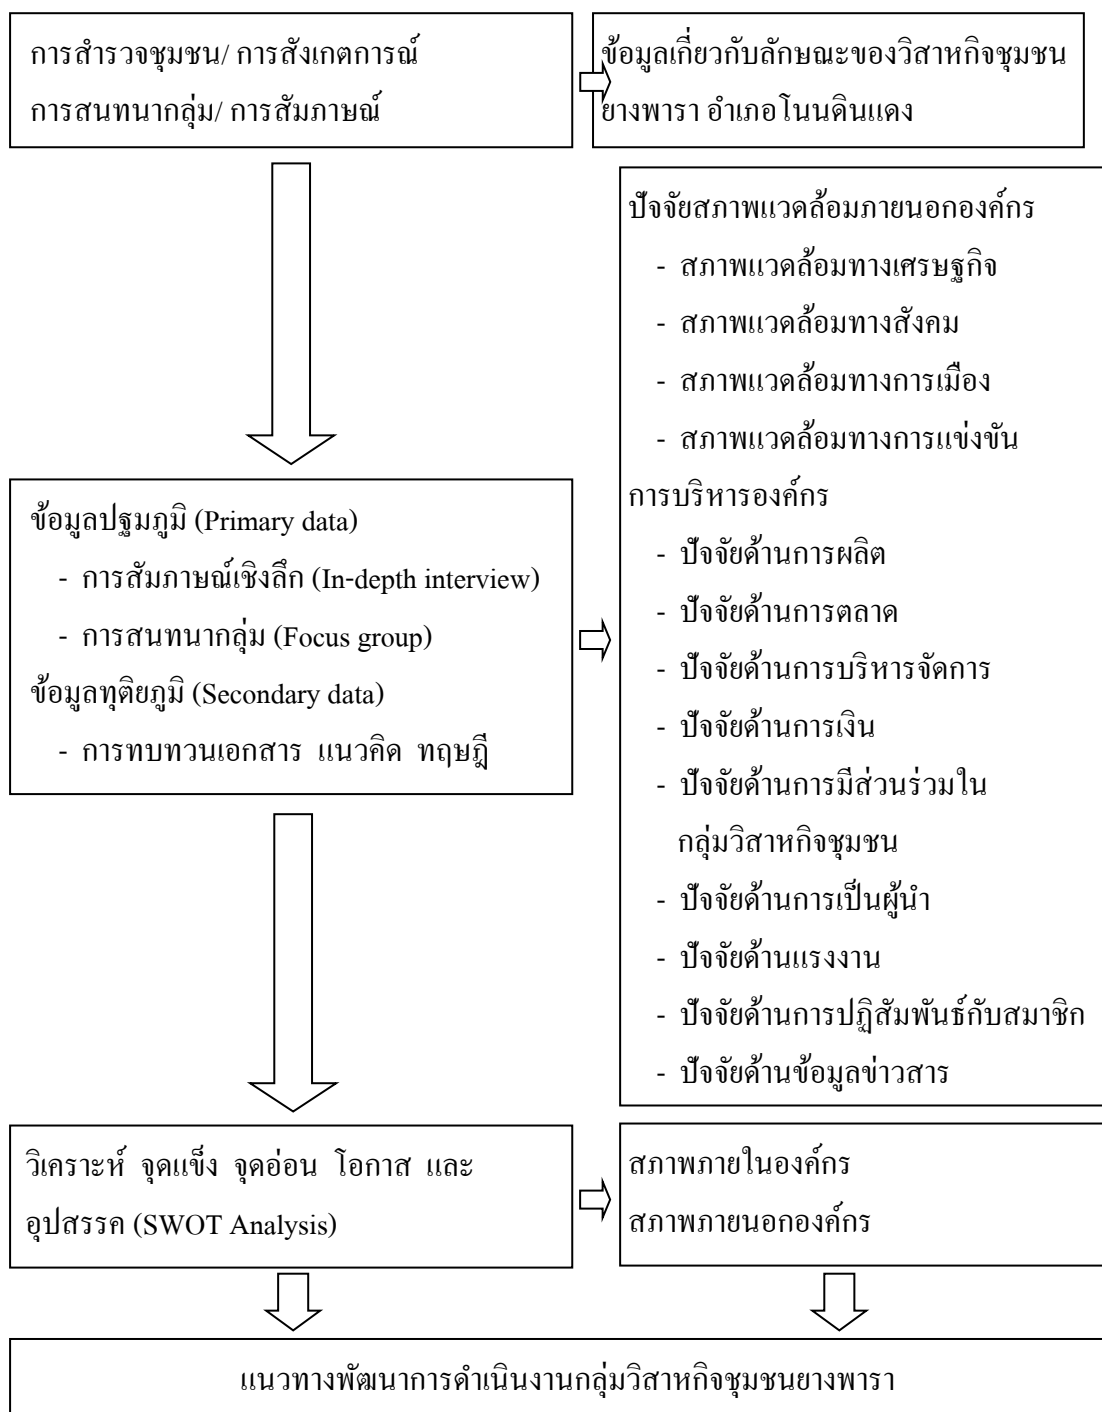 การสำรวจชุมชน/ การสังเกตการณ์
การสนทนากลุ่ม/ การสัมภาษณ์
ข้อมูลเกี่ยวกับลักษณะของวิสาหกิจชุมชน
ยางพารา อำเภอโนนดินแดง
ปัจจัยสภาพแวดล้อมภายนอกองค์กร
- สภาพแวดล้อมทางเศรษฐกิจ
- สภาพแวดล้อมทางสังคม
- สภาพแวดล้อมทางการเมือง
- สภาพแวดล้อมทางการแข่งขัน
การบริหารองค์กร
- ปัจจัยด้านการผลิต
- ปัจจัยด้านการตลาด
- ปัจจัยด้านการบริหารจัดการ
- ปัจจัยด้านการเงิน
- ปัจจัยด้านการมีส่วนร่วมใน
กลุ่มวิสาหกิจชุมชน
- ปัจจัยด้านการเป็นผู้นำ
- ปัจจัยด้านแรงงาน
- ปัจจัยด้านการปฏิสัมพันธ์กับสมาชิก
- ปัจจัยด้านข้อมูลข่าวสาร
ข้อมูลปฐมภูมิ (Primary data)
- การสัมภาษณ์เชิงลึก (In-depth interview)
- การสนทนากลุ่ม (Focus group)
ข้อมูลทุติยภูมิ (Secondary data)
- การทบทวนเอกสาร แนวคิด ทฤษฎี
วิเคราะห์ จุดแข็ง จุดอ่อน โอกาส และ
อุปสรรค (SWOT Analysis)
สภาพภายในองค์กร
สภาพภายนอกองค์กร
แนวทางพัฒนาการดำเนินงานกลุ่มวิสาหกิจชุมชนยางพารา